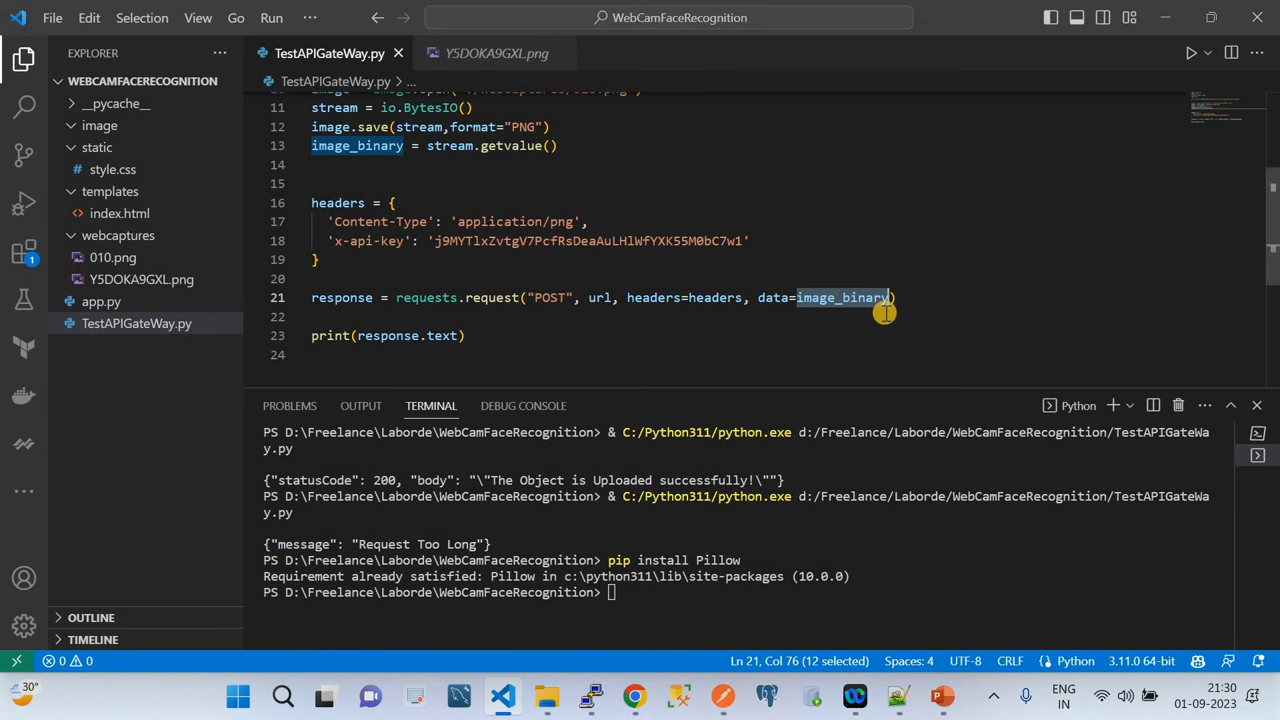 File Edit Selection View Go Run ··· WebCamFaceRecognition
EXPLORER ···
WEBCAMFACERECOGNITION
__pycache__
image
static
# style.css
templates
<> index.html
webcaptures
010.png
Y5DOKA9GXL.png
app.py
TestAPIGateWay.py
OUTLINE
TIMELINE
1
TestAPIGateWay.py Y5DOKA9GXL.png
TestAPIGateWay.py > ...
11 stream = io.BytesIO()
12 image.save(stream,format="PNG")
13 image_binary = stream.getvalue()
14
15
16 headers = {
17 'Content-Type': 'application/png',
18 'x-api-key': 'j9MYTlxZvtgV7PcfRsDeaAuLHlWfYXK55M0bC7w1'
19 }
20
21 response = requests.request("POST", url, headers=headers, data=image_binary)
22
23 print(response.text)
24
PROBLEMS OUTPUT TERMINAL DEBUG CONSOLE Python
PS D:\Freelance\Laborde\WebCamFaceRecognition> & C:/Python311/python.exe d:/Freelance/Laborde/WebCamFaceRecognition/TestAPIGateWa
y.py
{"statusCode": 200, "body": "\"The Object is Uploaded successfully!\""}
PS D:\Freelance\Laborde\WebCamFaceRecognition> & C:/Python311/python.exe d:/Freelance/Laborde/WebCamFaceRecognition/TestAPIGateWa
y.py
{"message": "Request Too Long"}
PS D:\Freelance\Laborde\WebCamFaceRecognition> pip install Pillow
Requirement already satisfied: Pillow in c:\python311\lib\site-packages (10.0.0)
PS D:\Freelance\Laborde\WebCamFaceRecognition>
0 0 Ln 21, Col 76 (12 selected) Spaces: 4 UTF-8 CRLF Python 3.11.0 64-bit
30° ENG 21:30
IN 01-09-2023